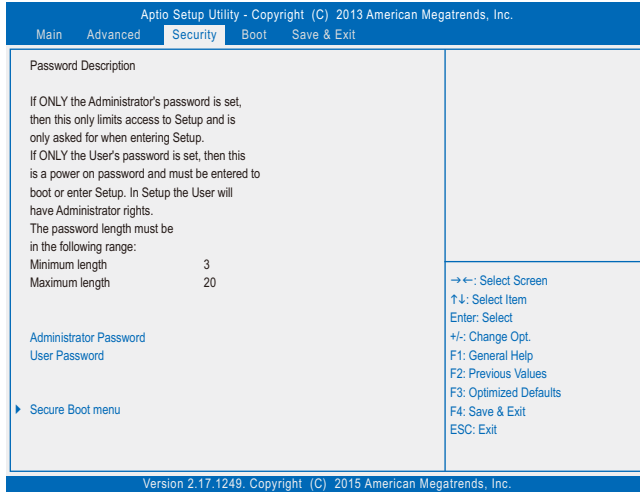 Aptio Setup Utility - Copyright (C) 2013 American Megatrends, Inc.
Main Advanced Security Boot Save & Exit
Password Description
If ONLY the Administrator's password is set,
then this only limits access to Setup and is
only asked for when entering Setup.
If ONLY the User's password is set, then this
is a power on password and must be entered to
boot or enter Setup. In Setup the User will
have Administrator rights.
The password length must be
in the following range:
Minimum length 3
Maximum length 20
Administrator Password
User Password
Secure Boot menu
→←: Select Screen
↑↓: Select Item
Enter: Select
+/-: Change Opt.
F1: General Help
F2: Previous Values
F3: Optimized Defaults
F4: Save & Exit
ESC: Exit
Version 2.17.1249. Copyright (C) 2015 American Megatrends, Inc.